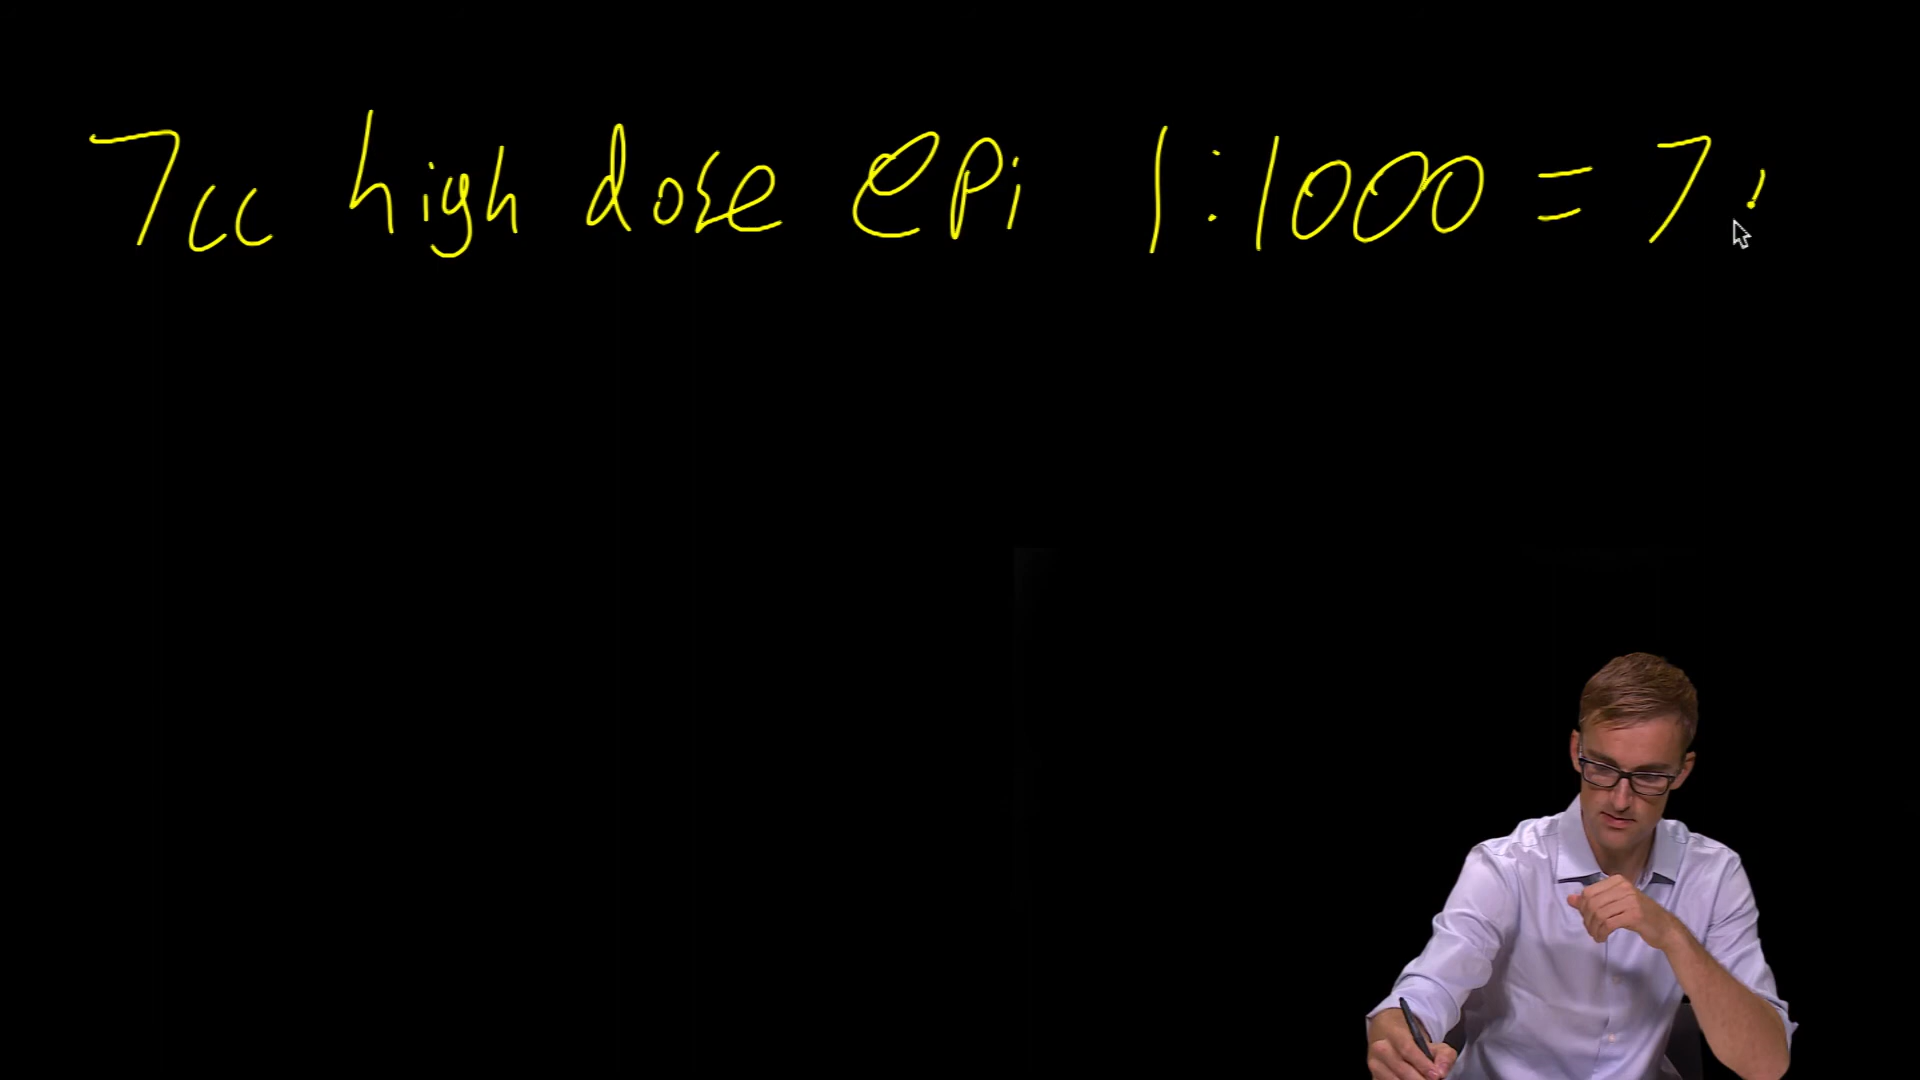 7cc high dose epi 1:1000 = 7